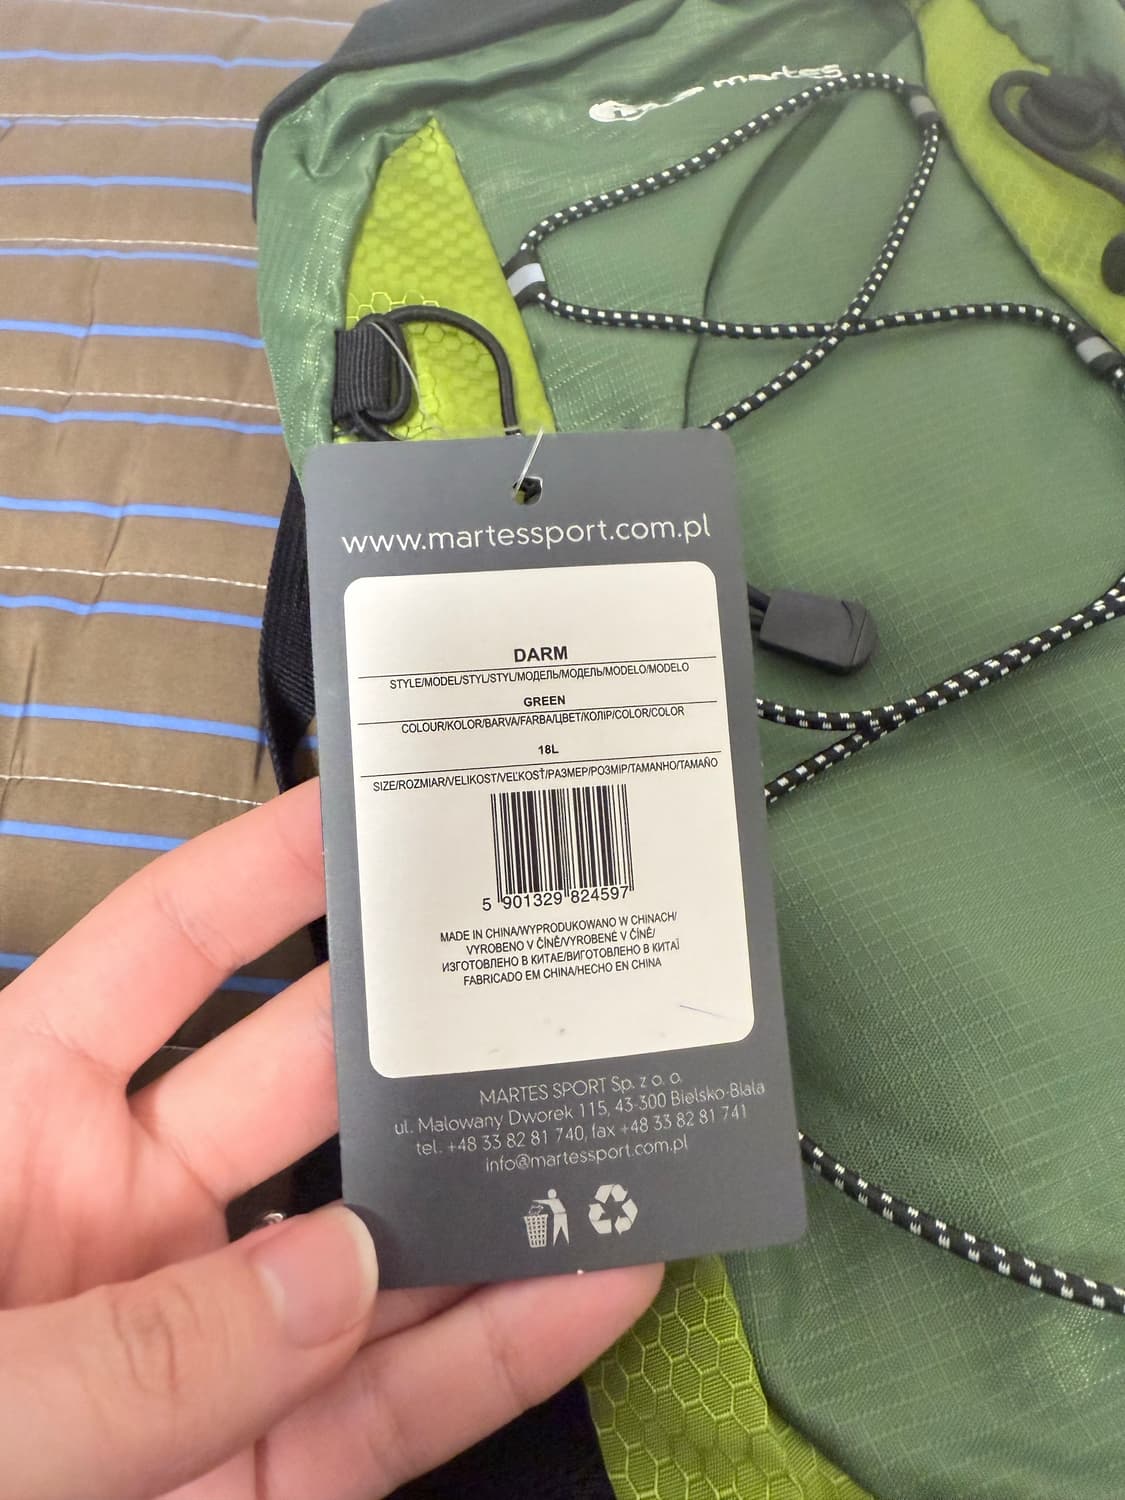 martes
www.martessport.com.pl
DARM
STYLE/MODEL/STYL/STYL/МОДЕЛЬ/МОДЕЛЬ/MODELO/MODELO
GREEN
COLOUR/KOLOR/BARVA/FARBA/ЦВЕТ/КОЛІР/COLOR/COLOR
18L
SIZE/ROZMIAR/VELIKOST/VEĽKOSŤ/РАЗМЕР/РОЗМІР/TAMANHO/TAMAÑO
5 901329 824597
MADE IN CHINA/WYPRODUKOWANO W CHINACH/
VYROBENO V ČÍNĚ/VYROBENÉ V ČÍNĚ/
ИЗГОТОВЛЕНО В КИТАЕ/ВИГОТОВЛЕНО В КИТАЇ
FABRICADO EM CHINA/HECHO EN CHINA
MARTES SPORT Sp. z o. o.
ul. Malowany Dworek 115, 43-300 Bielsko-Biała
tel. +48 33 82 81 740, fax +48 33 82 81 741
info@martessport.com.pl